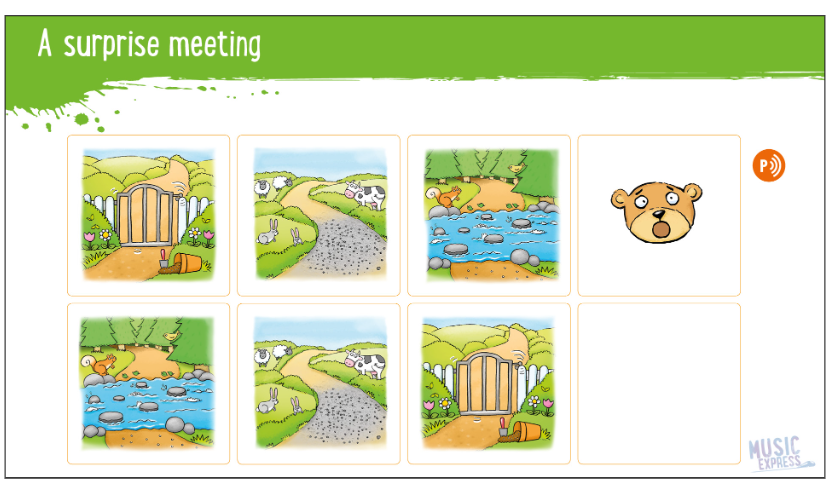 A surprise meeting
P
MUSIC
EXPRESS